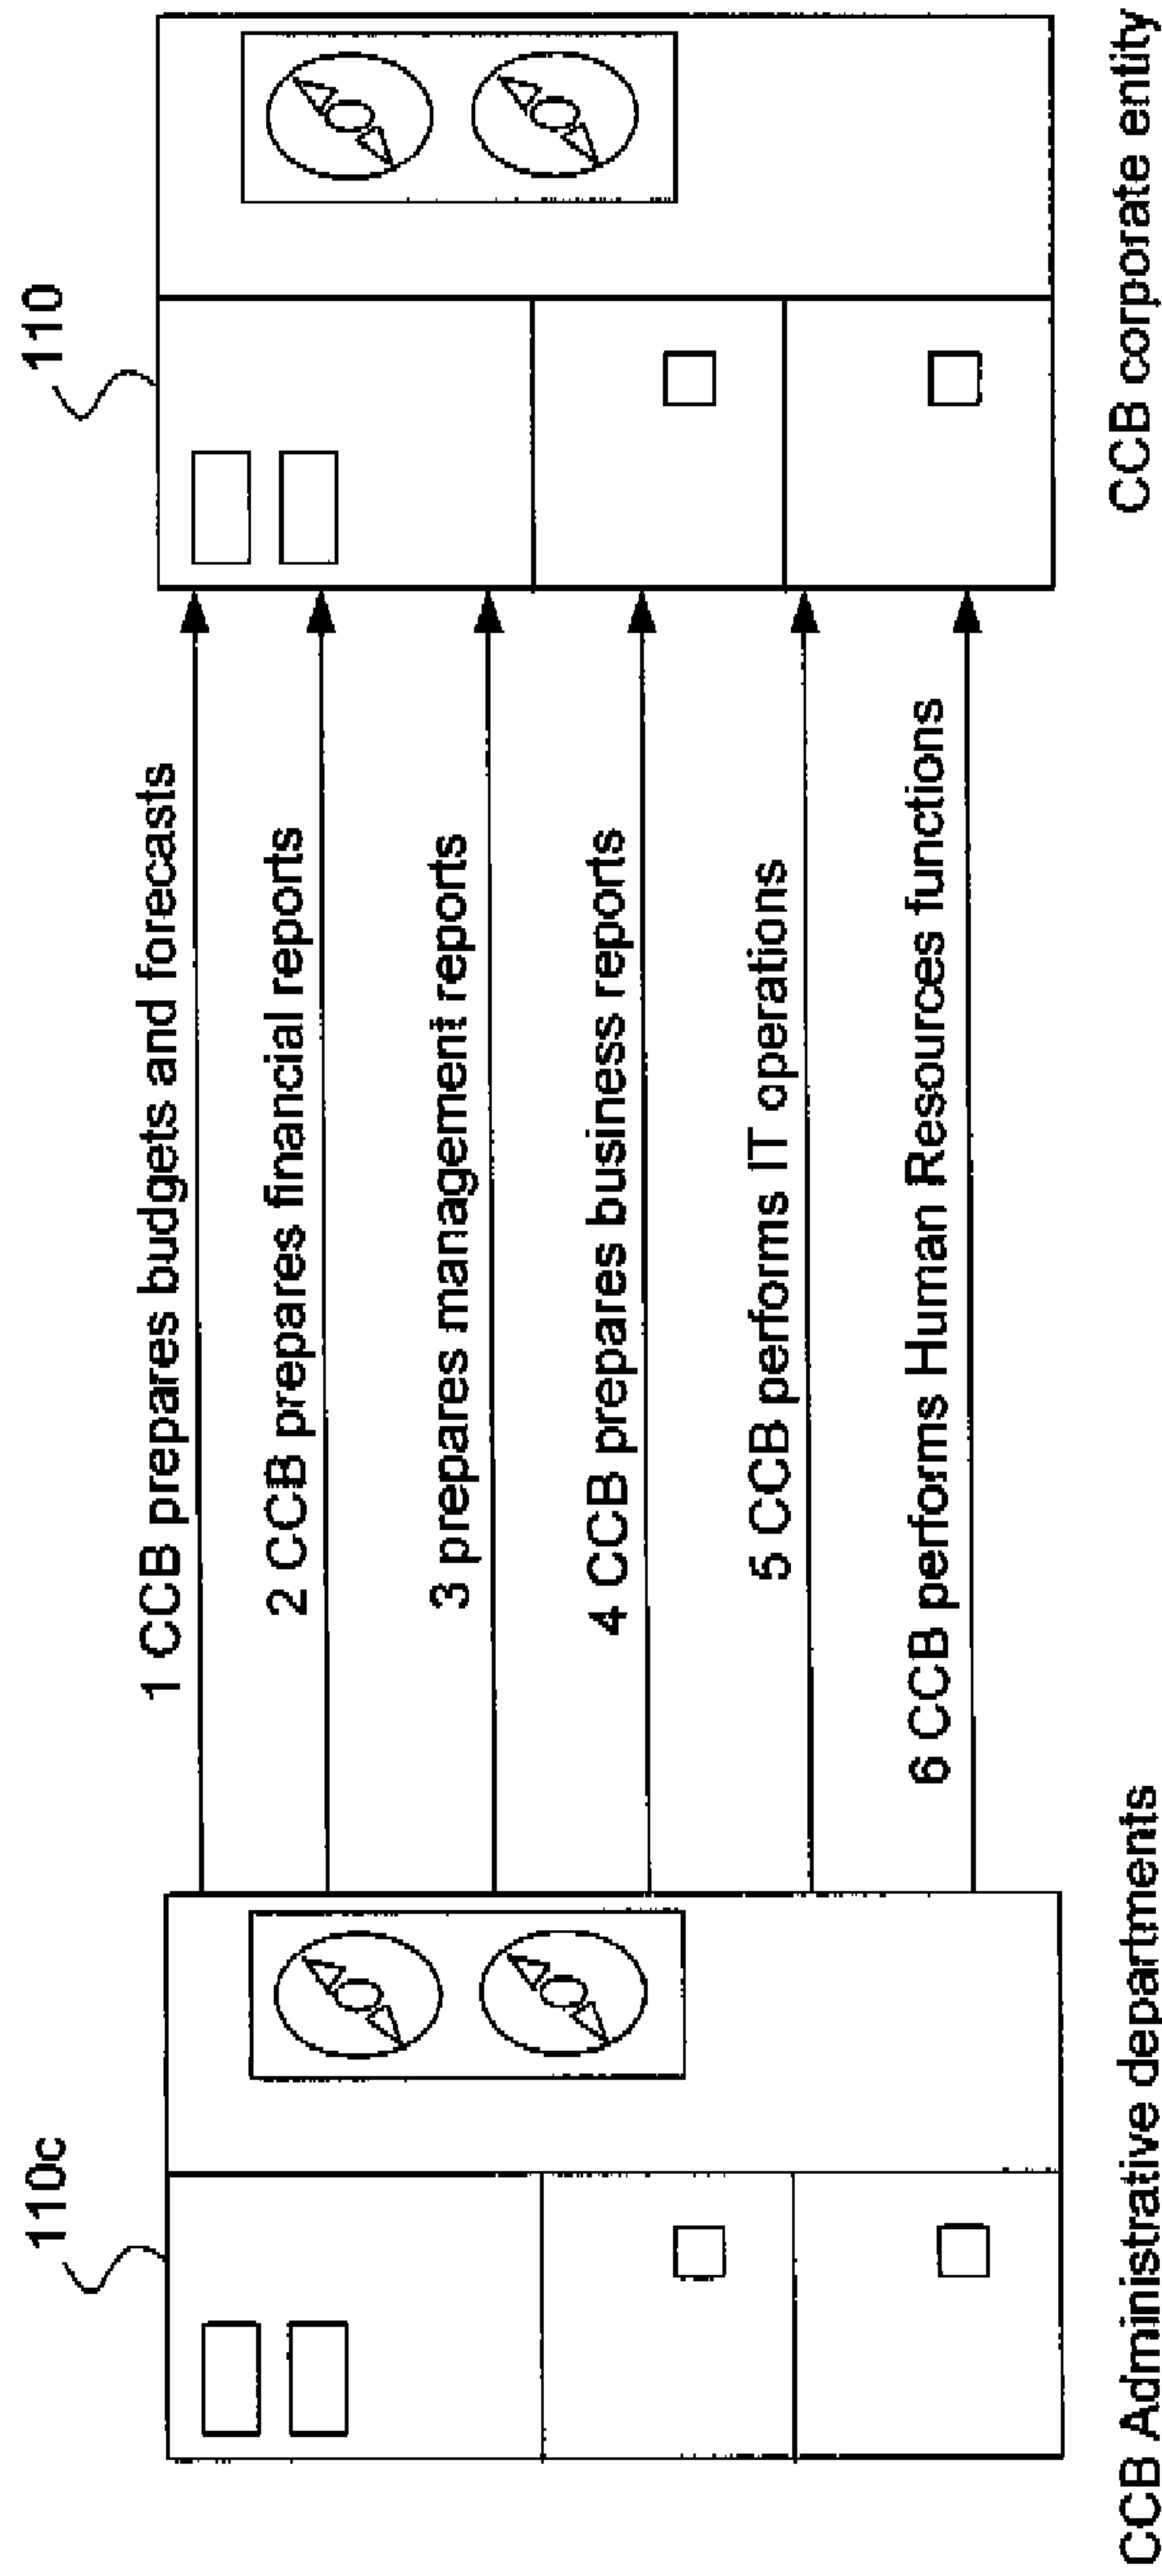 110c
110
1 CCB prepares budgets and forecasts
2 CCB prepares financial reports
3 prepares management reports
4 CCB prepares business reports
5 CCB performs IT operations
6 CCB performs Human Resources functions
CCB Administrative departments
CCB corporate entity